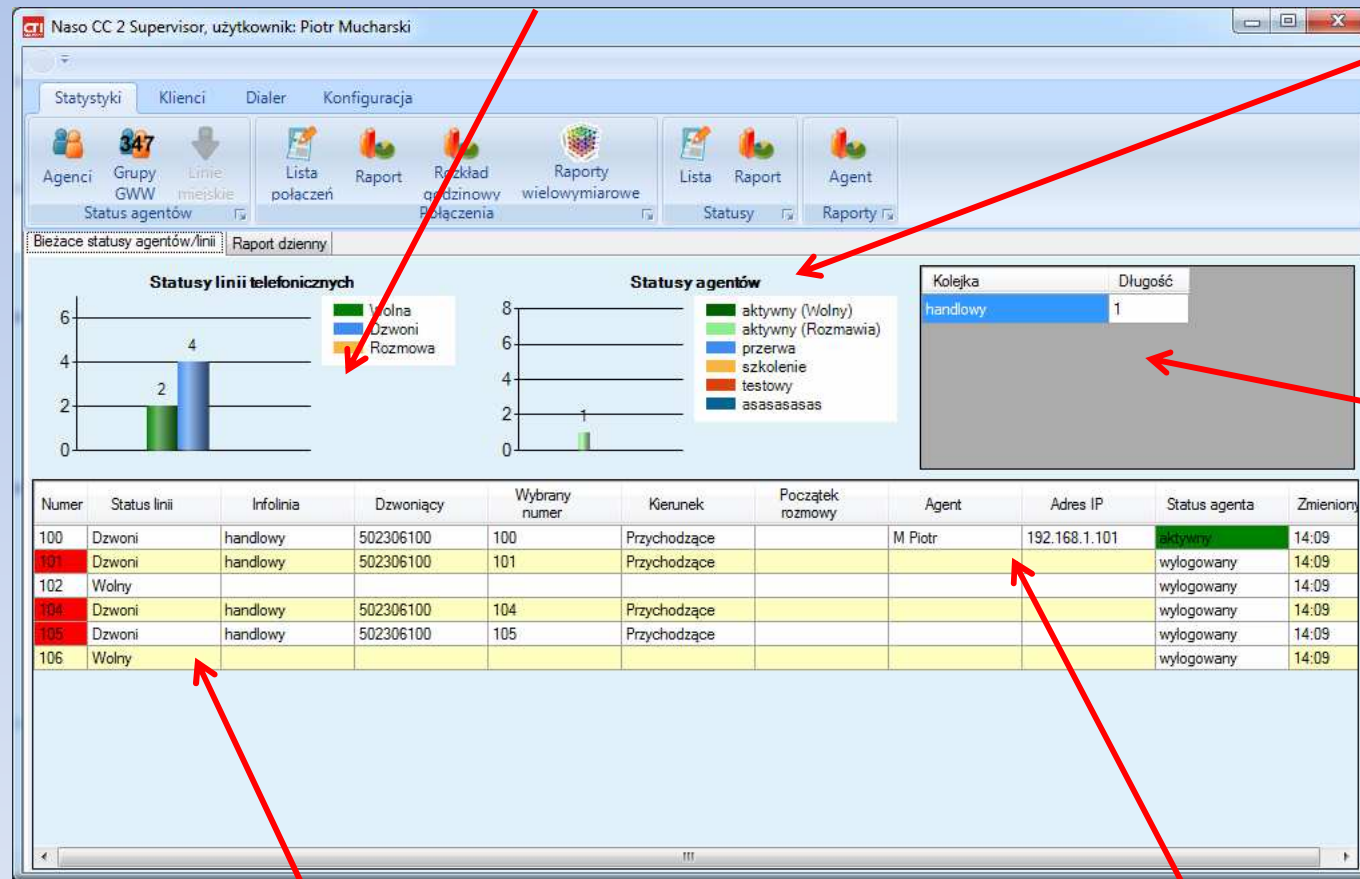 CTI Naso CC 2 Supervisor, użytkownik: Piotr Mucharski
Statystyki Klienci Dialer Konfiguracja
Agenci
347
Grupy
GWW
Linie
miejskie
Status agentów
Lista
połączeń
Raport
Rozkład
godzinowy
Raporty
wielowymiarowe
Połączenia
Lista
Raport
Statusy
Agent
Raporty
Bieżace statusy agentów/linii Raport dzienny
Statusy linii telefonicznych
6
4
2
0
2
4
Wolna
Dzwoni
Rozmowa
Statusy agentów
8
6
4
2
0
1
aktywny (Wolny)
aktywny (Rozmawia)
przerwa
szkolenie
testowy
asasasasas
Kolejka Długość
handlowy 1
Numer Status linii Infolinia Dzwoniący Wybrany numer Kierunek Początek rozmowy Agent Adres IP Status agenta Zmieniony
100 Dzwoni handlowy 502306100 100 Przychodzące M Piotr 192.168.1.101 aktywny 14:09
101 Dzwoni handlowy 502306100 101 Przychodzące wylogowany 14:09
102 Wolny wylogowany 14:09
104 Dzwoni handlowy 502306100 104 Przychodzące wylogowany 14:09
105 Dzwoni handlowy 502306100 105 Przychodzące wylogowany 14:09
106 Wolny wylogowany 14:09